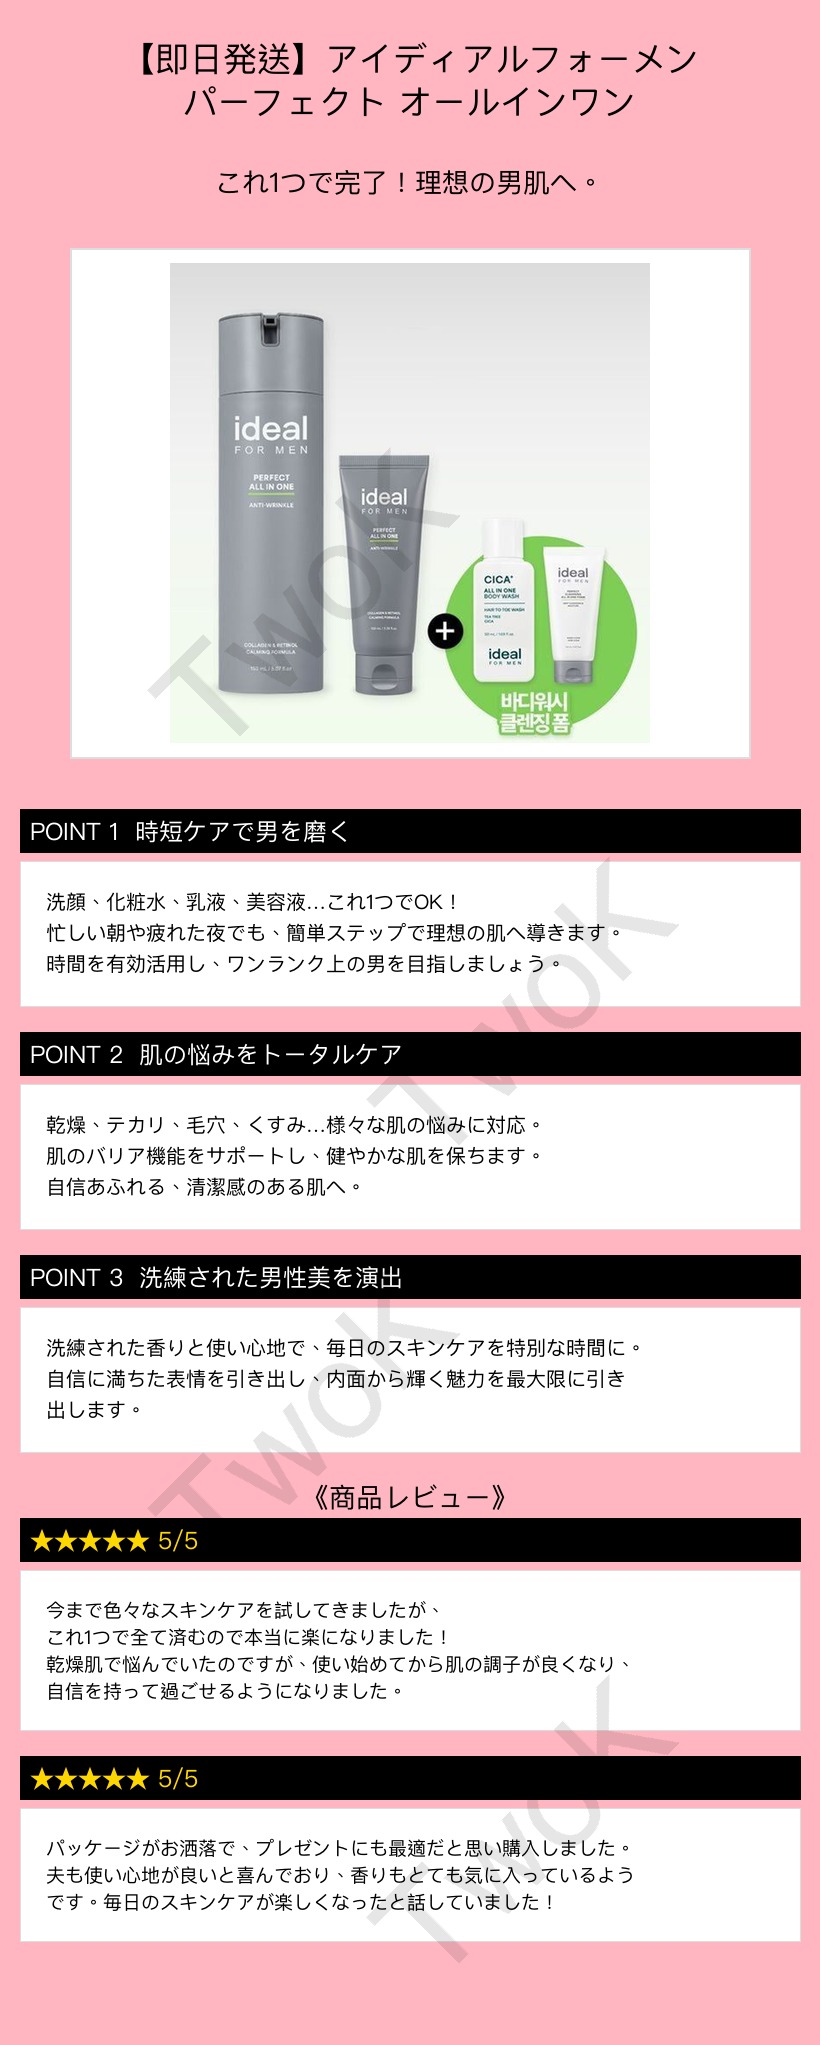 【即日発送】アイディアルフォーメン
パーフェクト オールインワン
これ1つで完了！理想の男肌へ。
ideal
FOR MEN
PERFECT
ALL IN ONE
ANTI-WRINKLE
COLLAGEN & RETINOL
CALMING FORMULA
150 mL / 5.07 fl.oz
ideal
FOR MEN
PERFECT
ALL IN ONE
ANTI-WRINKLE
COLLAGEN & RETINOL
CALMING FORMULA
+
CICA+
ALL IN ONE
BODY WASH
HAIR TO TOE WASH
TEA TREE
CICA
ideal
FOR MEN
ideal
FOR MEN
바디워시
클렌징 폼
TwoK
POINT 1 時短ケアで男を磨く
洗顔、化粧水、乳液、美容液...これ1つでOK！
忙しい朝や疲れた夜でも、簡単ステップで理想の肌へ導きます。
時間を有効活用し、ワンランク上の男を目指しましょう。
TwoK
POINT 2 肌の悩みをトータルケア
乾燥、テカリ、毛穴、くすみ...様々な肌の悩みに対応。
肌のバリア機能をサポートし、健やかな肌を保ちます。
自信あふれる、清潔感のある肌へ。
POINT 3 洗練された男性美を演出
洗練された香りと使い心地で、毎日のスキンケアを特別な時間に。
自信に満ちた表情を引き出し、内面から輝く魅力を最大限に引き
出します。
TwoK
《商品レビュー》
★★★★★ 5/5
今まで色々なスキンケアを試してきましたが、
これ1つで全て済むので本当に楽になりました！
乾燥肌で悩んでいたのですが、使い始めてから肌の調子が良くなり、
自信を持って過ごせるようになりました。
★★★★★ 5/5
パッケージがお洒落で、プレゼントにも最適だと思い購入しました。
夫も使い心地が良いと喜んでおり、香りもとても気に入っているよう
です。毎日のスキンケアが楽しくなったと話していました！
TwoK